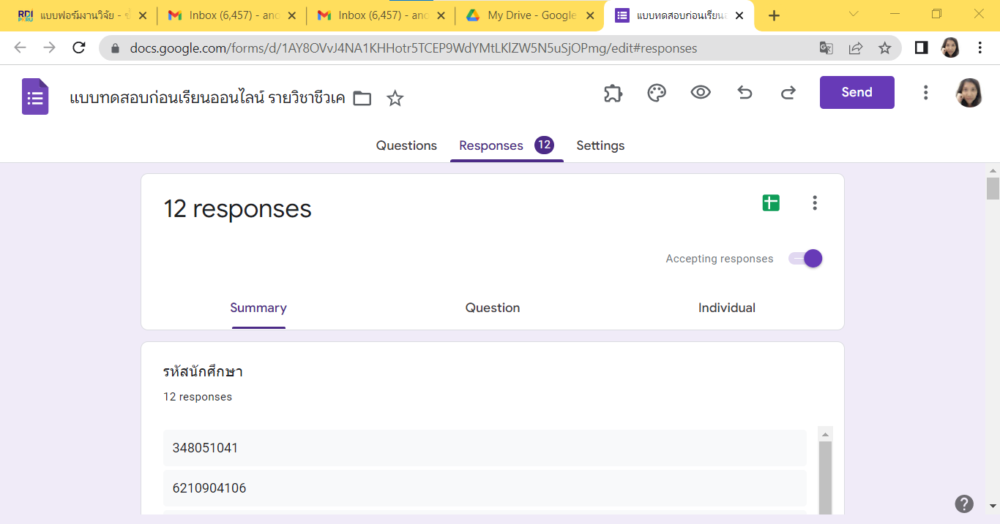 RDI PBRU แบบฟอร์มงานวิจัย -
Inbox (6,457) - anc
Inbox (6,457) - anc
My Drive - Google
แบบทดสอบก่อนเรียนอ
docs.google.com/forms/d/1AY8OVvJ4NA1KHHotr5TCEP9WdYMtLKlZW5N5uSjOPmg/edit#responses
แบบทดสอบก่อนเรียนออนไลน์ รายวิชาชีวเค
Send
Questions
Responses 12
Settings
12 responses
Accepting responses
Summary
Question
Individual
รหัสนักศึกษา
12 responses
348051041
6210904106